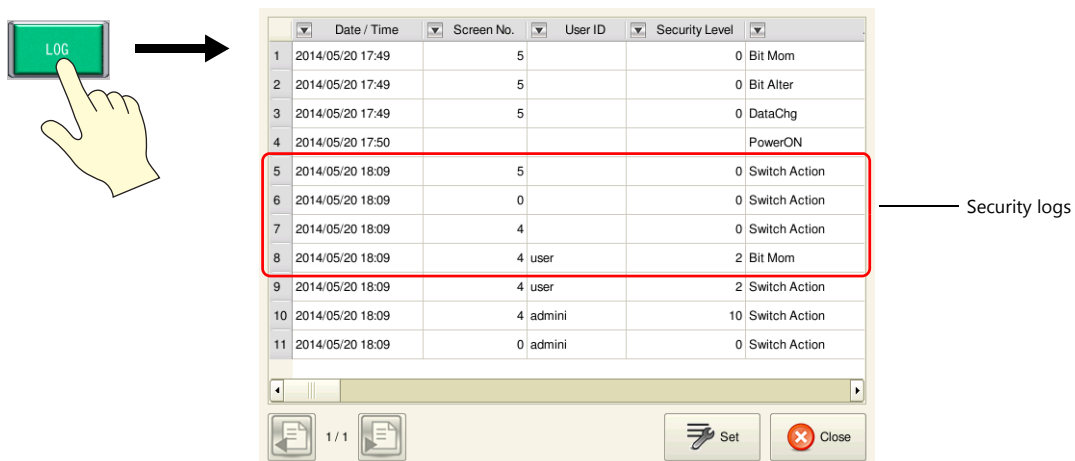 LOG
Date / Time Screen No. User ID Security Level
1 2014/05/20 17:49 5 0 Bit Mom
2 2014/05/20 17:49 5 0 Bit Alter
3 2014/05/20 17:49 5 0 DataChg
4 2014/05/20 17:50 PowerON
5 2014/05/20 18:09 5 0 Switch Action
6 2014/05/20 18:09 0 0 Switch Action
7 2014/05/20 18:09 4 0 Switch Action
8 2014/05/20 18:09 4 user 2 Bit Mom
9 2014/05/20 18:09 4 user 2 Switch Action
10 2014/05/20 18:09 4 admini 10 Switch Action
11 2014/05/20 18:09 0 admini 0 Switch Action
Security logs
1 / 1 Set Close